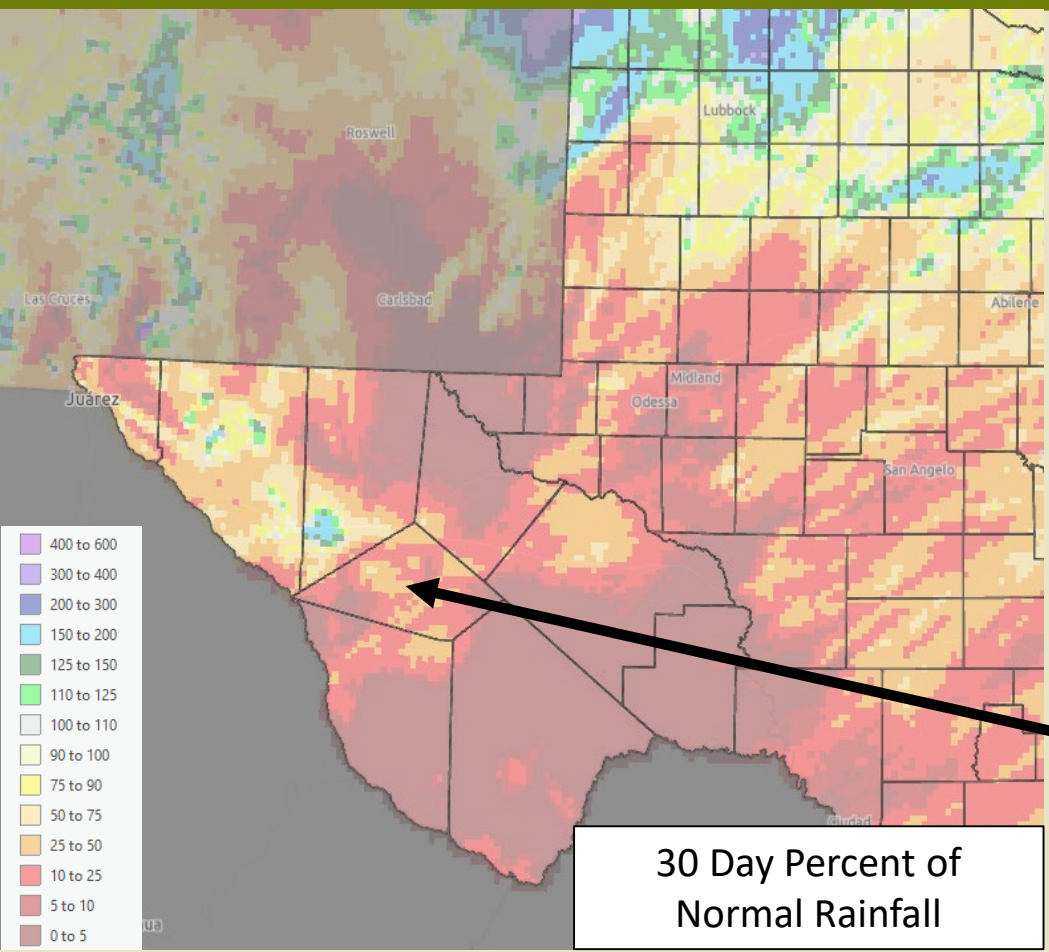 Roswell
Lubbock
Las Cruces
Carlsbad
Abilene
Juárez
Midland
Odessa
San Angelo
400 to 600
300 to 400
200 to 300
150 to 200
125 to 150
110 to 125
100 to 110
90 to 100
75 to 90
50 to 75
25 to 50
10 to 25
5 to 10
0 to 5
Ciudad
ua
30 Day Percent of
Normal Rainfall